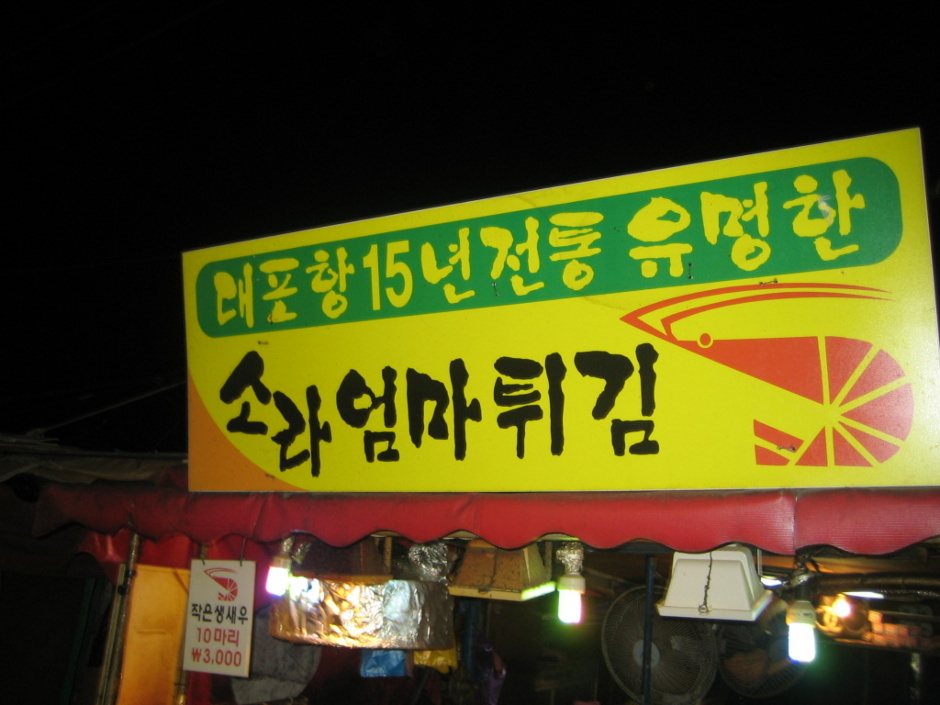 대포항 15년 전통 유명한
소라엄마튀김
작은생새우
10마리
₩3,000